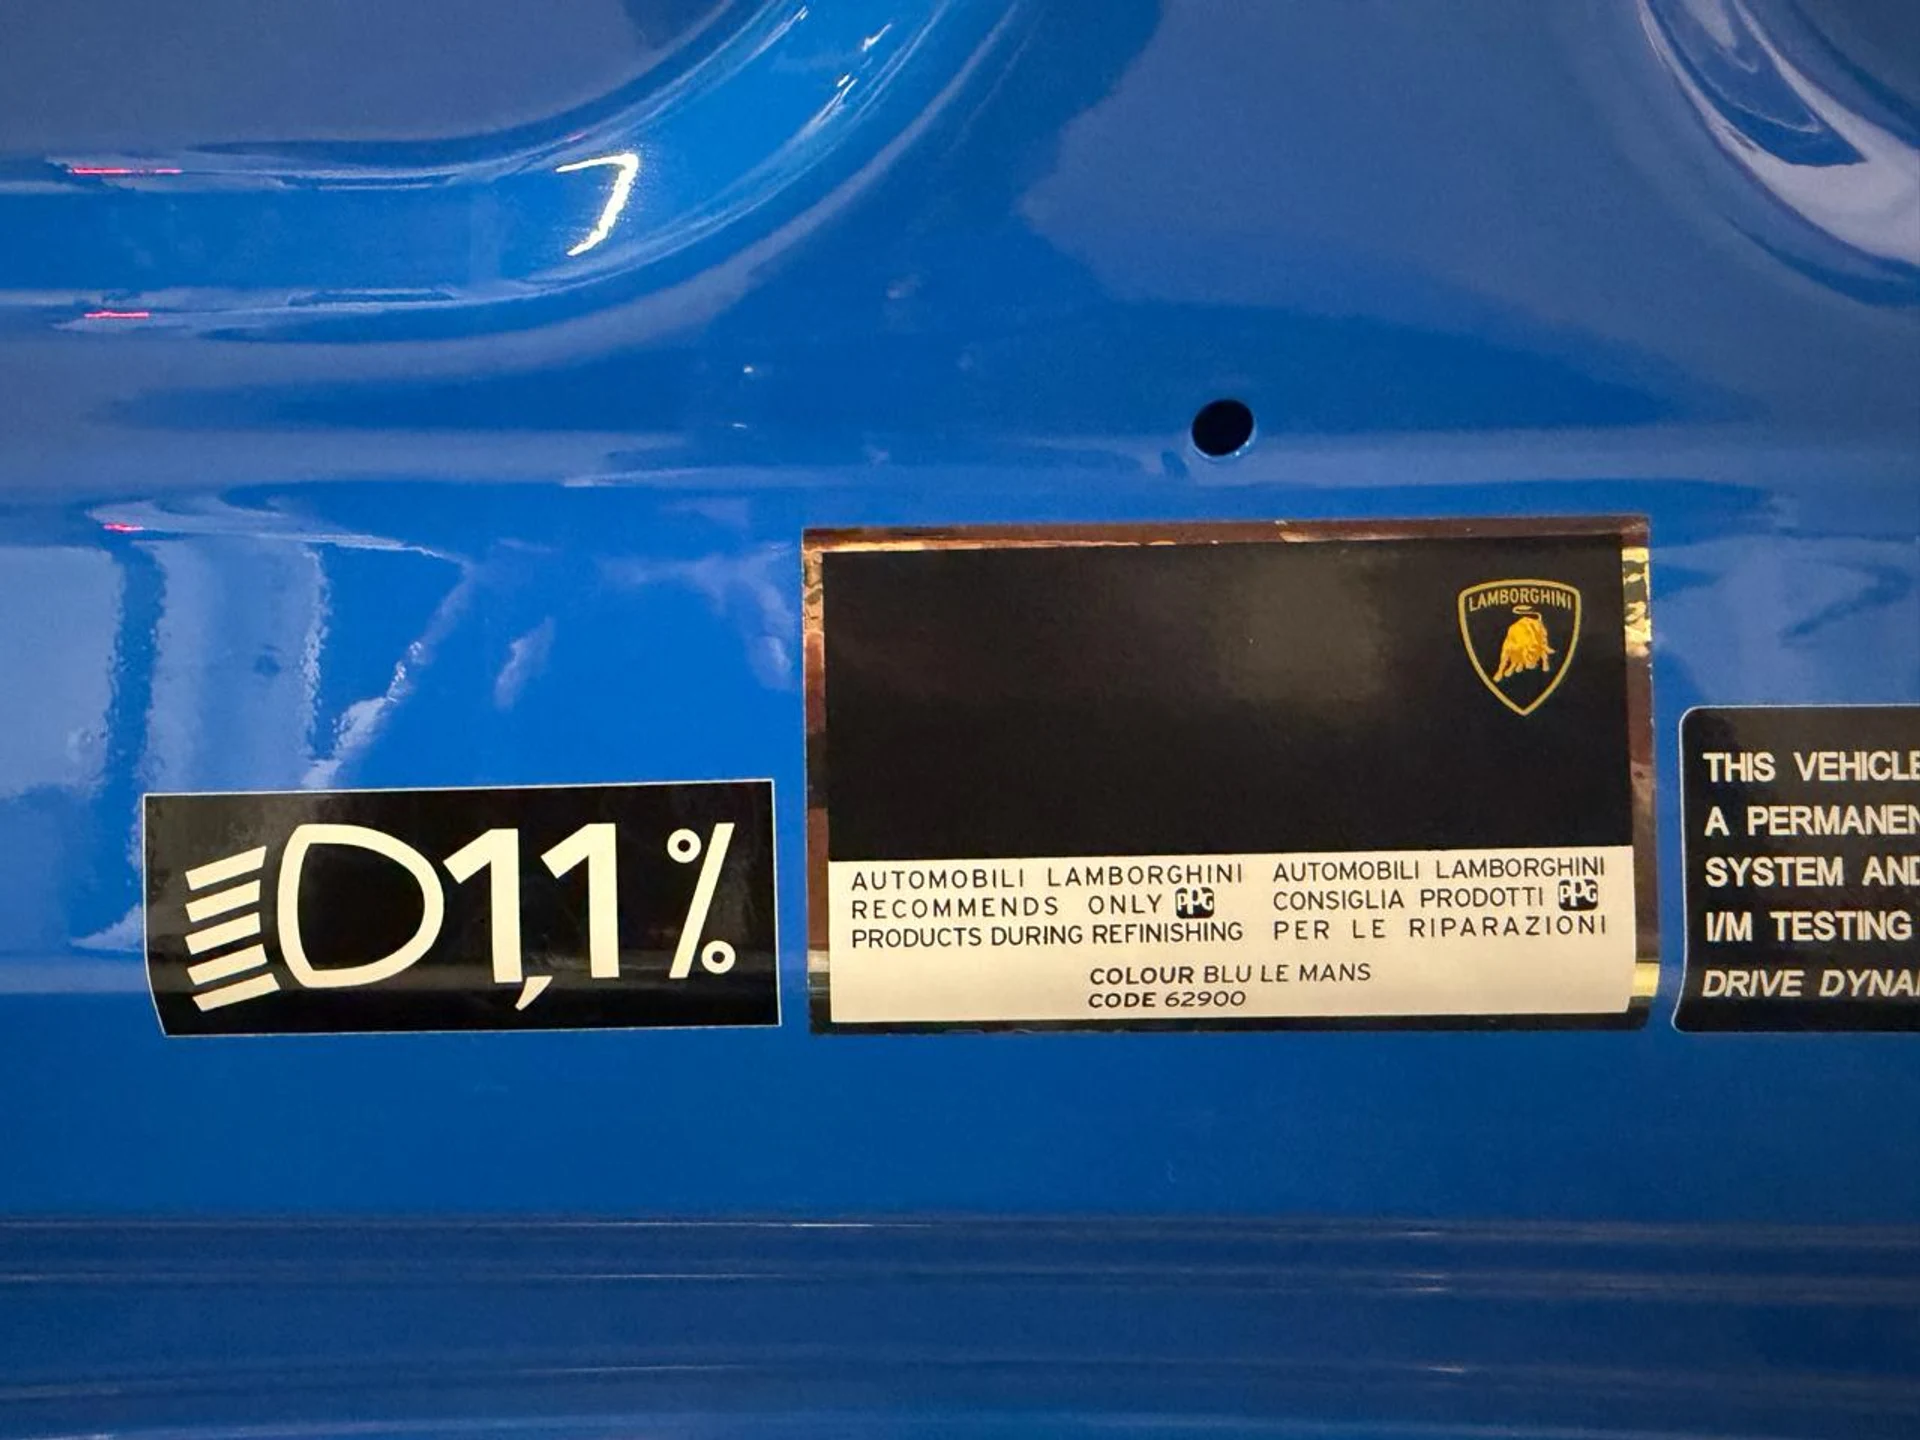 1,1%
LAMBORGHINI
AUTOMOBILI LAMBORGHINI
RECOMMENDS ONLY PPG
PRODUCTS DURING REFINISHING
AUTOMOBILI LAMBORGHINI
CONSIGLIA PRODOTTI PPG
PER LE RIPARAZIONI
COLOUR BLU LE MANS
CODE 62900
THIS VEHICLE
A PERMANEN
SYSTEM AND
I/M TESTING
DRIVE DYNA